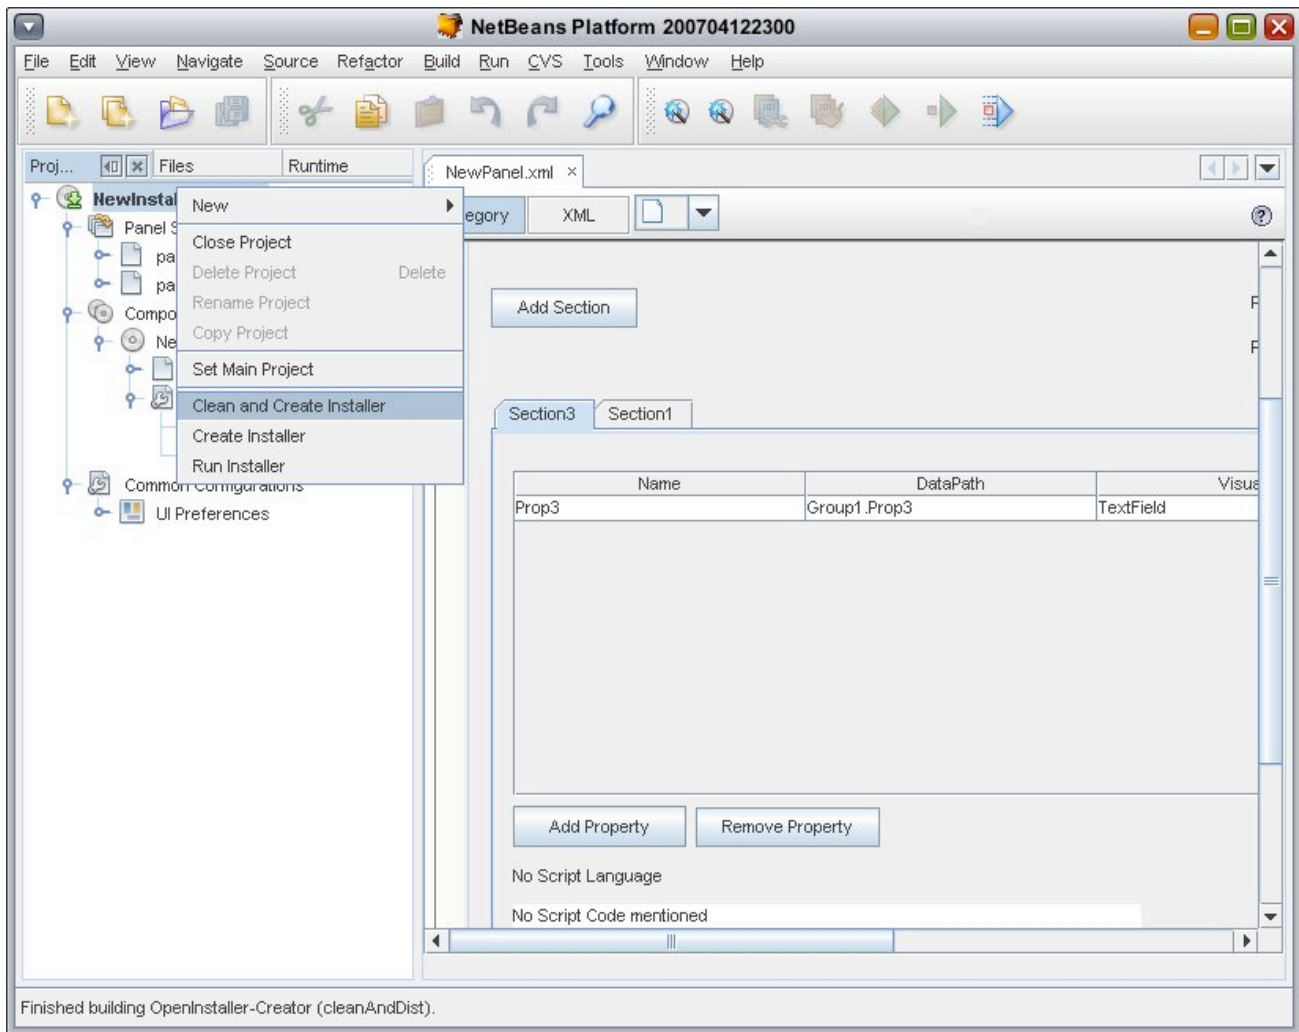 NetBeans Platform 200704122300
File Edit View Navigate Source Refactor Build Run CVS Tools Window Help
Proj... Files Runtime
NewPanel.xml
NewInstal
Panel S
pa
pa
Compo
Ne
Common Configurations
UI Preferences
New
Close Project
Delete Project Delete
Rename Project
Copy Project
Set Main Project
Clean and Create Installer
Create Installer
Run Installer
egory XML
Add Section
Section3 Section1
Name DataPath Visua
Prop3 Group1.Prop3 TextField
Add Property Remove Property
No Script Language
No Script Code mentioned
Finished building OpenInstaller-Creator (cleanAndDist).